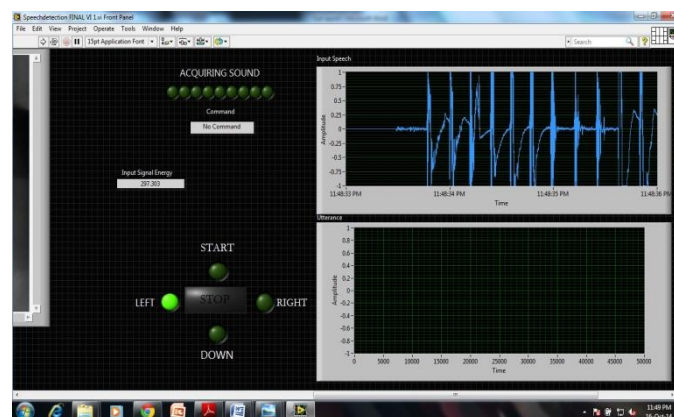 Speechdetection FINAL VI 1.vi Front Panel
File Edit View Project Operate Tools Window Help
15pt Application Font
Search
ACQUIRING SOUND
Command
No Command
Input Signal Energy
297.303
START
LEFT
STOP
RIGHT
DOWN
Input Speech
Amplitude
1
0.75
0.5
0.25
0
-0.25
-0.5
-0.75
-1
11:48:33 PM 11:48:34 PM 11:48:35 PM 11:48:36 PM
Time
Utterance
Amplitude
1
0.8
0.6
0.4
0.2
0
-0.2
-0.4
-0.6
-0.8
-1
0 5000 10000 15000 20000 25000 30000 35000 40000 45000 50000
Time
11:49 PM
16-Oct-14